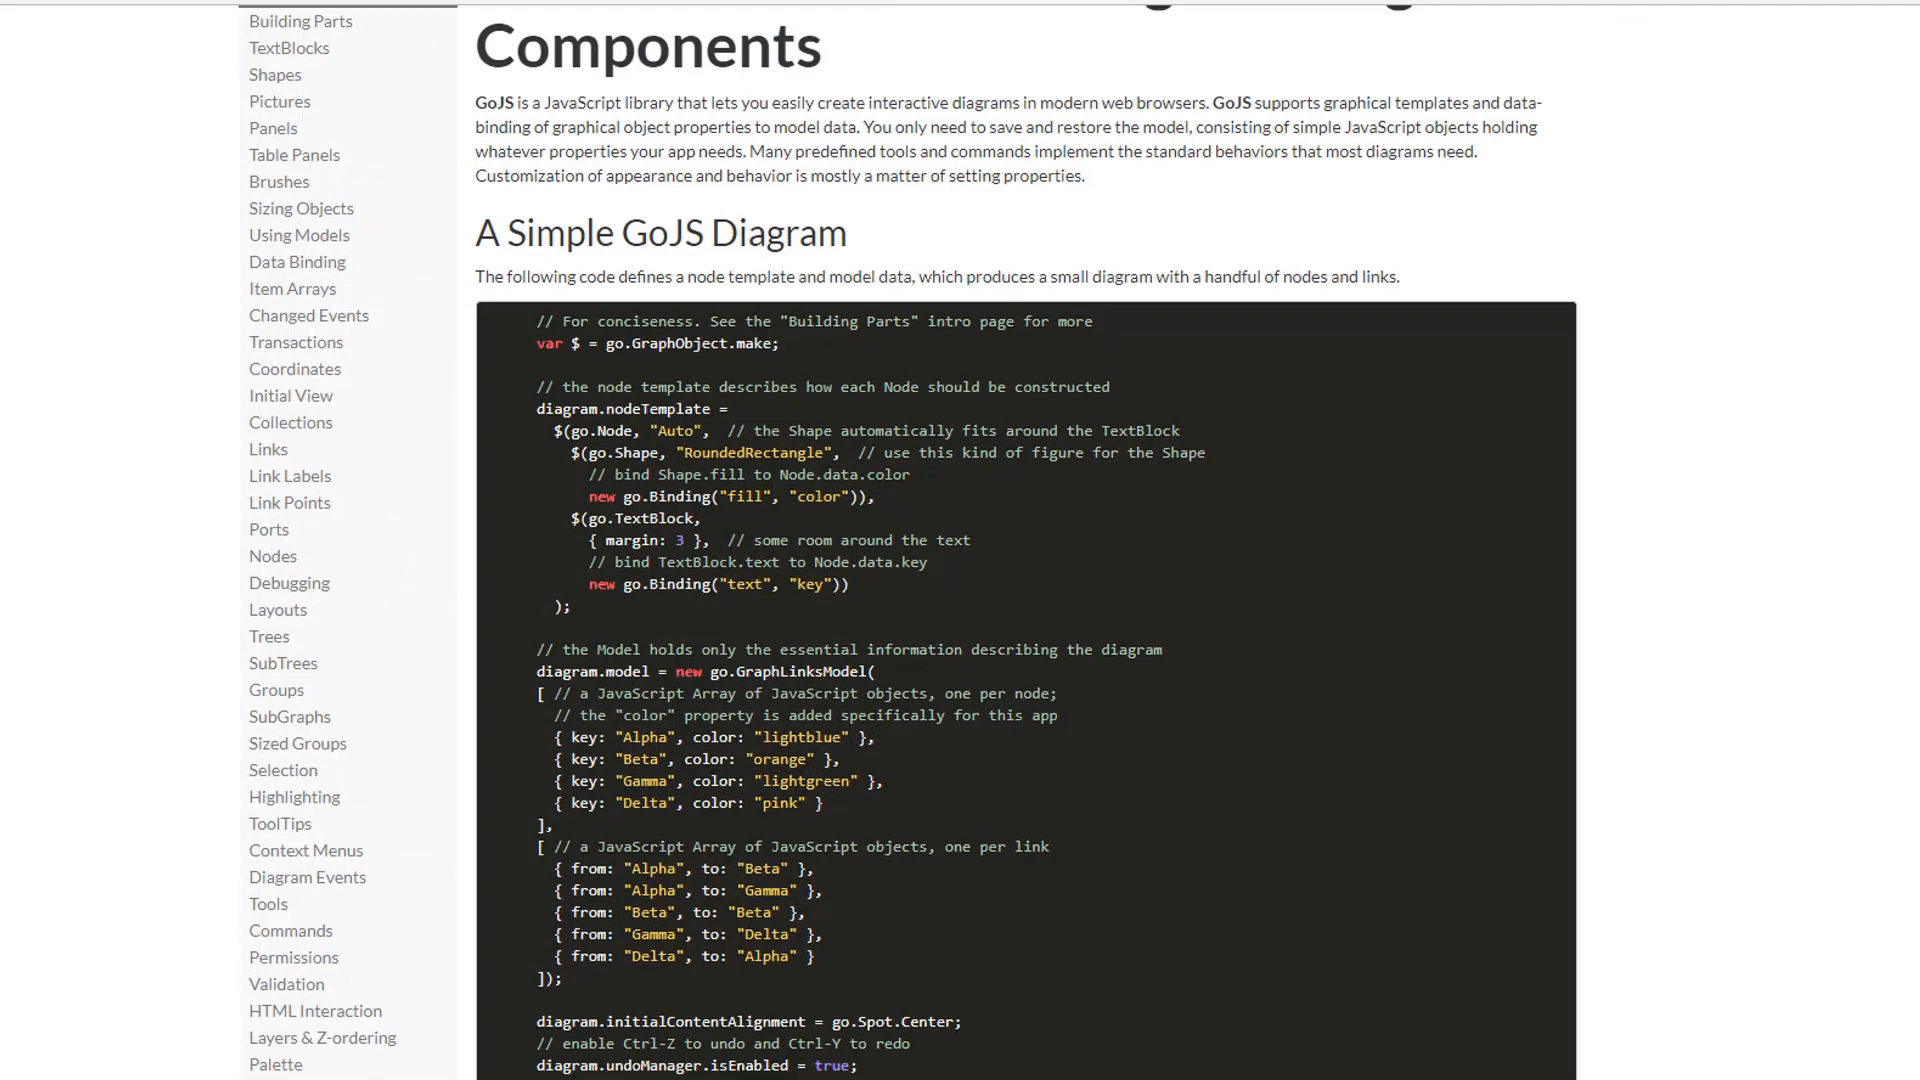 Building Parts
TextBlocks
Shapes
Pictures
Panels
Table Panels
Brushes
Sizing Objects
Using Models
Data Binding
Item Arrays
Changed Events
Transactions
Coordinates
Initial View
Collections
Links
Link Labels
Link Points
Ports
Nodes
Debugging
Layouts
Trees
SubTrees
Groups
SubGraphs
Sized Groups
Selection
Highlighting
ToolTips
Context Menus
Diagram Events
Tools
Commands
Permissions
Validation
HTML Interaction
Layers & Z-ordering
Palette
Components
GoJS is a JavaScript library that lets you easily create interactive diagrams in modern web browsers. GoJS supports graphical templates and data-
binding of graphical object properties to model data. You only need to save and restore the model, consisting of simple JavaScript objects holding
whatever properties your app needs. Many predefined tools and commands implement the standard behaviors that most diagrams need.
Customization of appearance and behavior is mostly a matter of setting properties.
A Simple GoJS Diagram
The following code defines a node template and model data, which produces a small diagram with a handful of nodes and links.
// For conciseness. See the "Building Parts" intro page for more
var $ = go.GraphObject.make;
// the node template describes how each Node should be constructed
diagram.nodeTemplate =
$(go.Node, "Auto",  // the Shape automatically fits around the TextBlock
$(go.Shape, "RoundedRectangle",  // use this kind of figure for the Shape
// bind Shape.fill to Node.data.color
new go.Binding("fill", "color")),
$(go.TextBlock,
{ margin: 3 },  // some room around the text
// bind TextBlock.text to Node.data.key
new go.Binding("text", "key"))
);
// the Model holds only the essential information describing the diagram
diagram.model = new go.GraphLinksModel(
[ // a JavaScript Array of JavaScript objects, one per node;
// the "color" property is added specifically for this app
{ key: "Alpha", color: "lightblue" },
{ key: "Beta", color: "orange" },
{ key: "Gamma", color: "lightgreen" },
{ key: "Delta", color: "pink" }
],
[ // a JavaScript Array of JavaScript objects, one per link
{ from: "Alpha", to: "Beta" },
{ from: "Alpha", to: "Gamma" },
{ from: "Beta", to: "Beta" },
{ from: "Gamma", to: "Delta" },
{ from: "Delta", to: "Alpha" }
]);
diagram.initialContentAlignment = go.Spot.Center;
// enable Ctrl-Z to undo and Ctrl-Y to redo
diagram.undoManager.isEnabled = true;